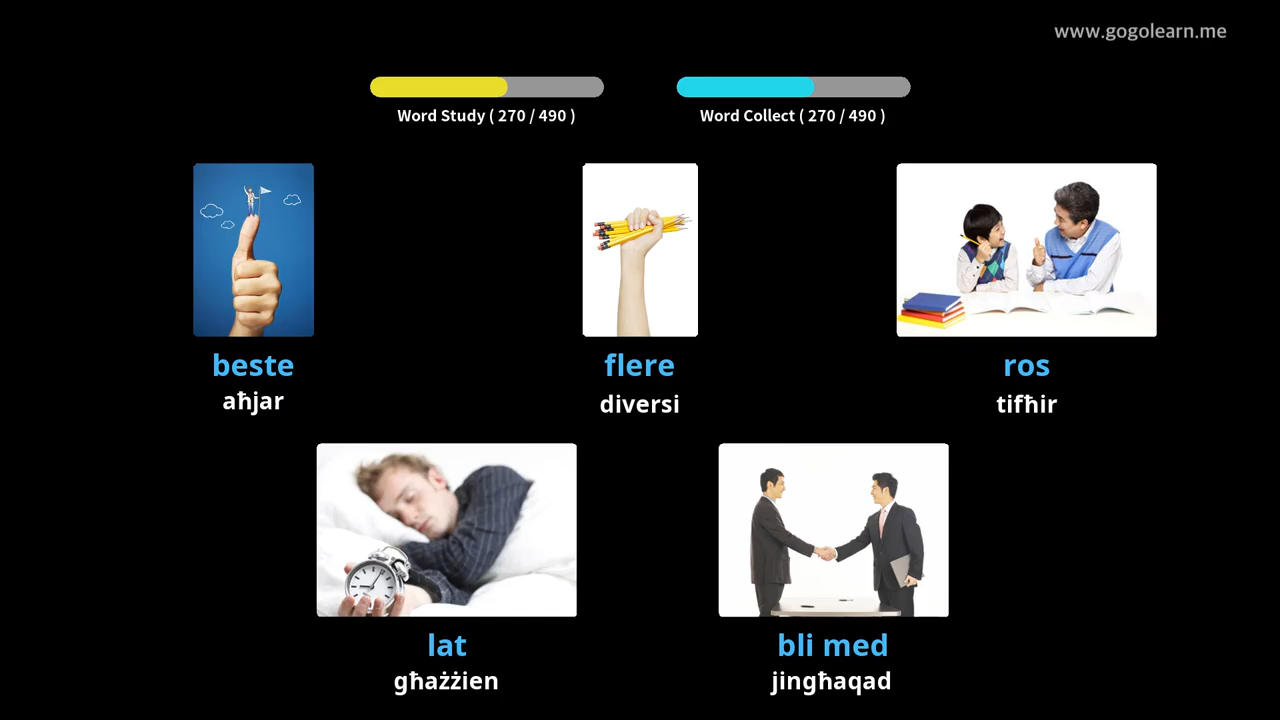 www.gogolearn.me
Word Study ( 270 / 490 )
Word Collect ( 270 / 490 )
beste
aħjar
flere
diversi
ros
tifħir
lat
għażżien
bli med
jingħaqad